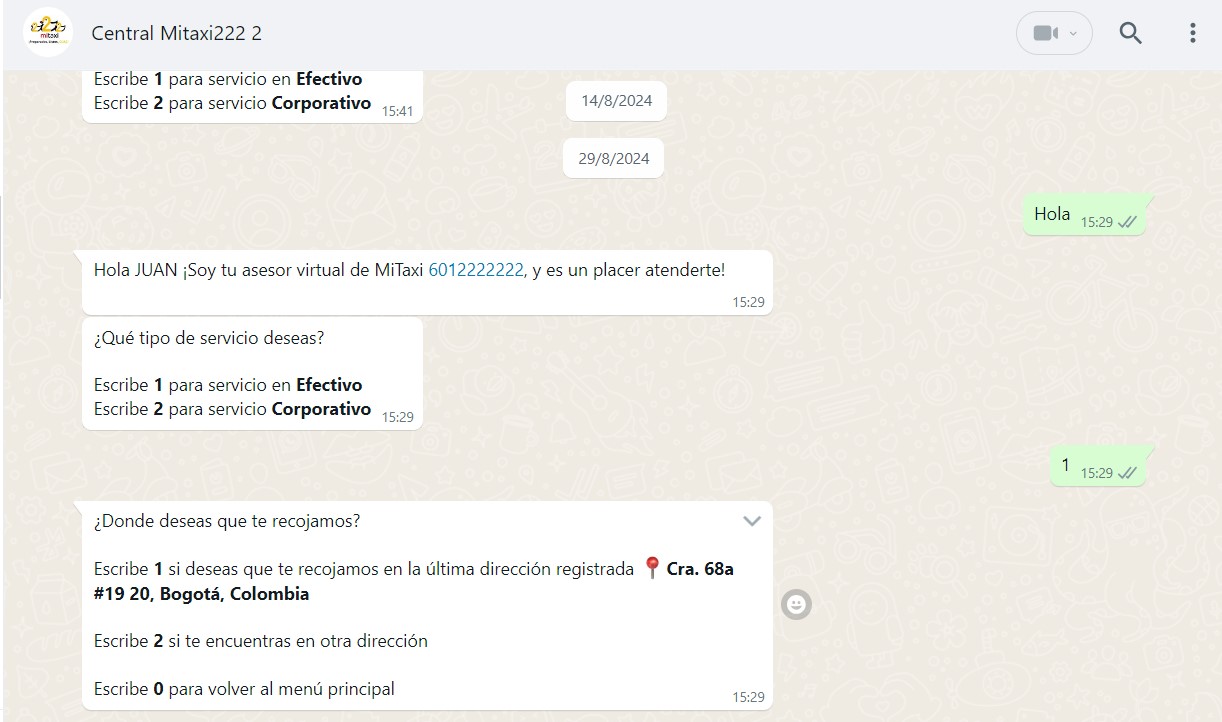 mitaxi
Central Mitaxi222 2
Escribe 1 para servicio en Efectivo
Escribe 2 para servicio Corporativo 15:41
14/8/2024
29/8/2024
Hola 15:29
Hola JUAN ¡Soy tu asesor virtual de MiTaxi 6012222222, y es un placer atenderte!
15:29
¿Qué tipo de servicio deseas?
Escribe 1 para servicio en Efectivo
Escribe 2 para servicio Corporativo 15:29
1 15:29
¿Donde deseas que te recojamos?
Escribe 1 si deseas que te recojamos en la última dirección registrada 📍 Cra. 68a
#19 20, Bogotá, Colombia
Escribe 2 si te encuentras en otra dirección
Escribe 0 para volver al menú principal
15:29